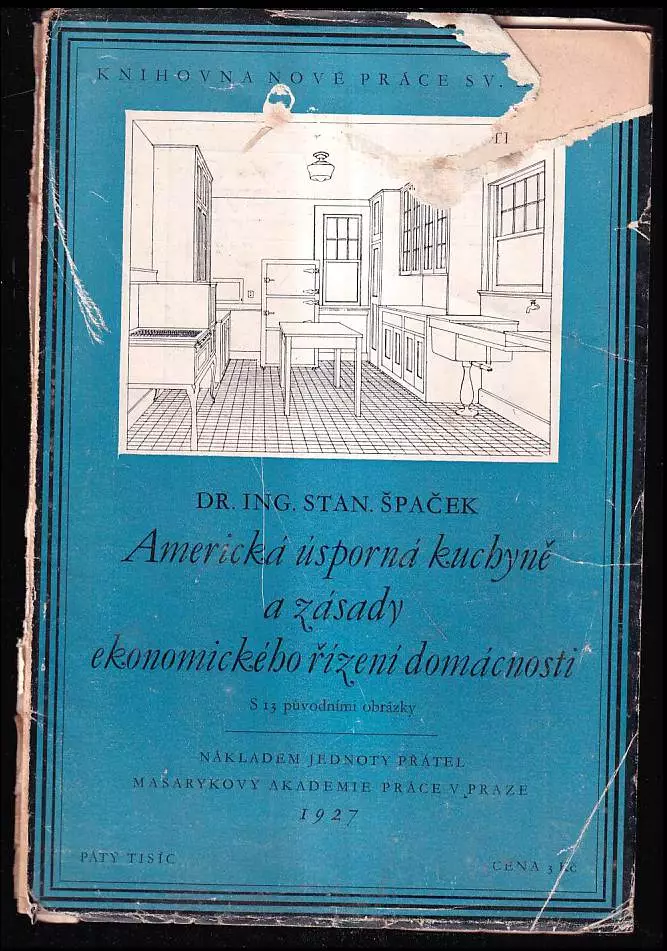 KNIHOVNA NOVÉ PRÁCE SV.
DR. ING. STAN. ŠPAČEK
Americká úsporná kuchyně
a zásady
ekonomického řízení domácnosti
S 13 původními obrázky
NÁKLADEM JEDNOTY PŘÁTEL
MASARYKOVY AKADEMIE PRÁCE V PRAZE
1927
PÁTÝ TISÍC
CENA 3 Kč